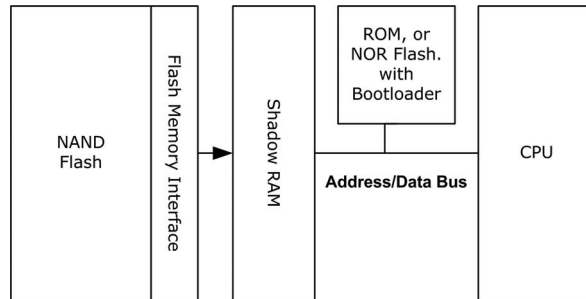 NAND
Flash
Flash Memory Interface
Shadow RAM
ROM, or
NOR Flash.
with
Bootloader
Address/Data Bus
CPU